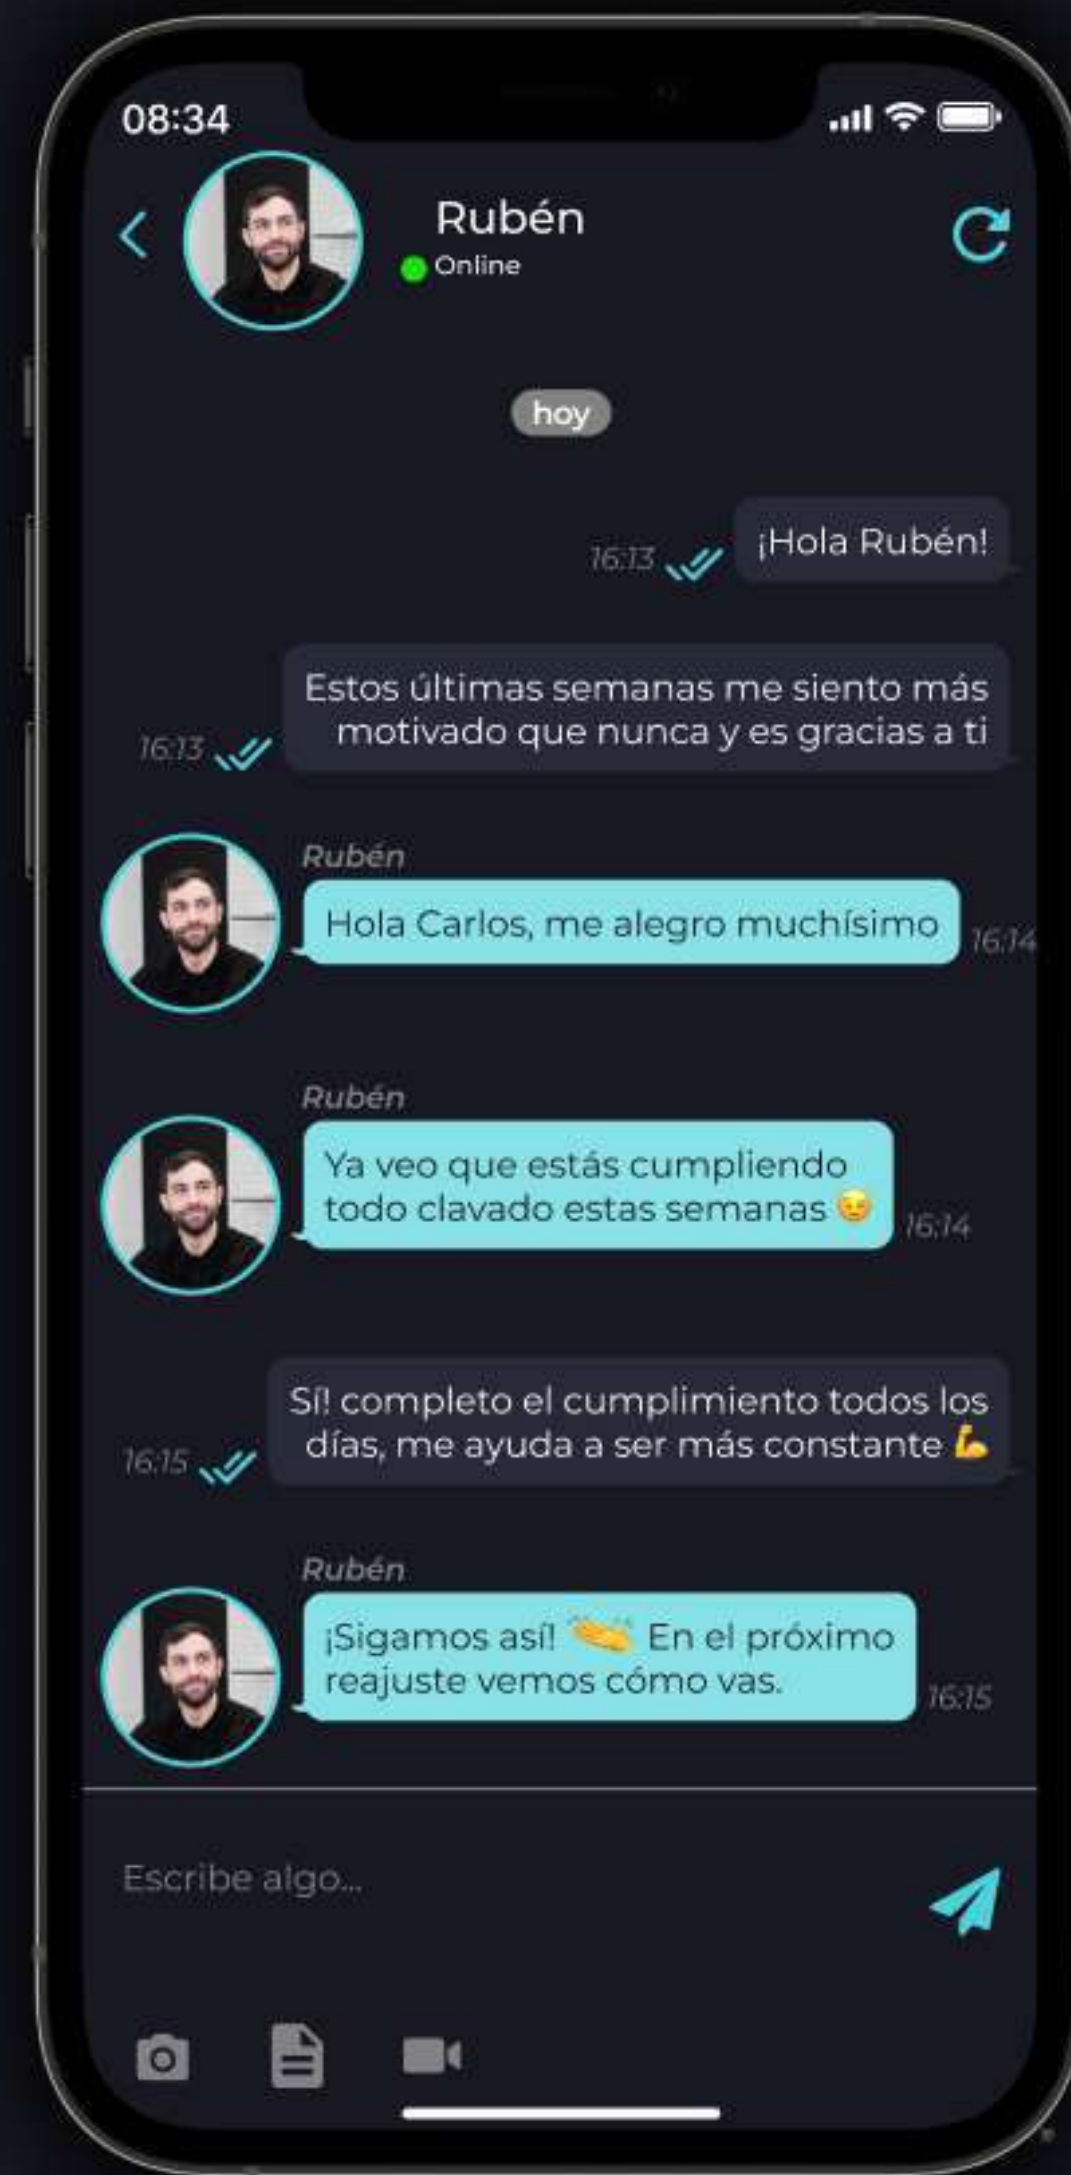 08:34
Rubén
Online
hoy
¡Hola Rubén!
16:13
Estos últimas semanas me siento más
motivado que nunca y es gracias a ti
16:13
Rubén
Hola Carlos, me alegro muchísimo
16:14
Rubén
Ya veo que estás cumpliendo
todo clavado estas semanas 😉
16:14
Sí! completo el cumplimiento todos los
días, me ayuda a ser más constante 💪
16:15
Rubén
¡Sigamos así! 👏 En el próximo
reajuste vemos cómo vas.
16:15
Escribe algo...